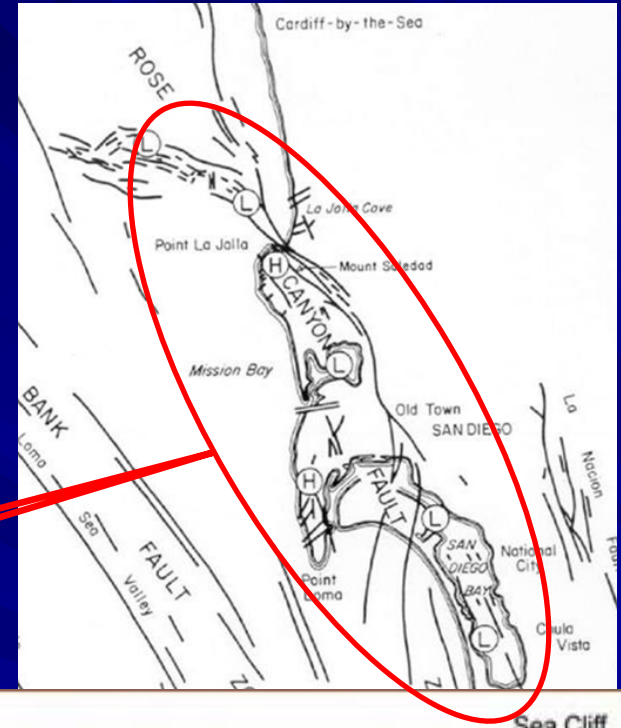 Cardiff-by-the-Sea
ROSE
L
L
La Jolla Cove
Point La Jolla
H
Mount Soledad
CANYON
Mission Bay
L
BANK
Old Town
SAN DIEGO
La
Nacion
Loma
Sea
Valley
FAULT
H
FAULT
L
SAN
DIEGO
BAY
National
City
Point
Loma
L
Chula
Vista
Sea Cliff